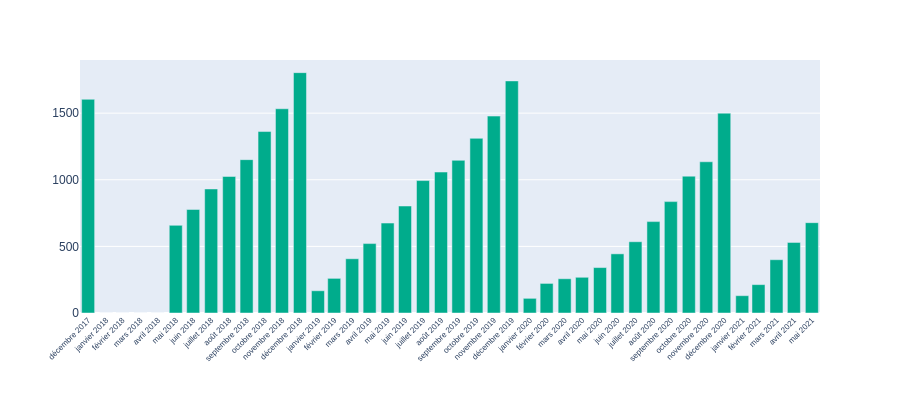 1500
1000
500
0
décembre 2017
janvier 2018
février 2018
mars 2018
avril 2018
mai 2018
juin 2018
juillet 2018
août 2018
septembre 2018
octobre 2018
novembre 2018
décembre 2018
janvier 2019
février 2019
mars 2019
avril 2019
mai 2019
juin 2019
juillet 2019
août 2019
septembre 2019
octobre 2019
novembre 2019
décembre 2019
janvier 2020
février 2020
mars 2020
avril 2020
mai 2020
juin 2020
juillet 2020
août 2020
septembre 2020
octobre 2020
novembre 2020
décembre 2020
janvier 2021
février 2021
mars 2021
avril 2021
mai 2021